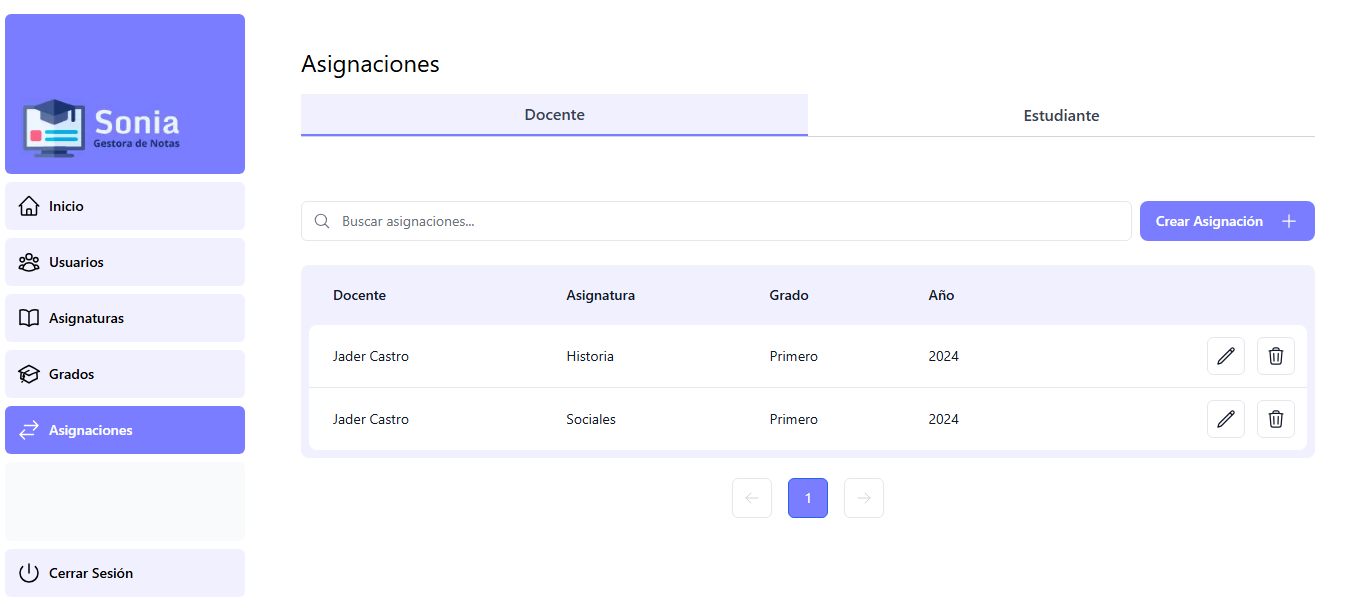 Sonia
Gestora de Notas
Inicio
Usuarios
Asignaturas
Grados
Asignaciones
Cerrar Sesión
Asignaciones
Docente Estudiante
Buscar asignaciones... Crear Asignación
Docente Asignatura Grado Año
Jader Castro Historia Primero 2024
Jader Castro Sociales Primero 2024
1